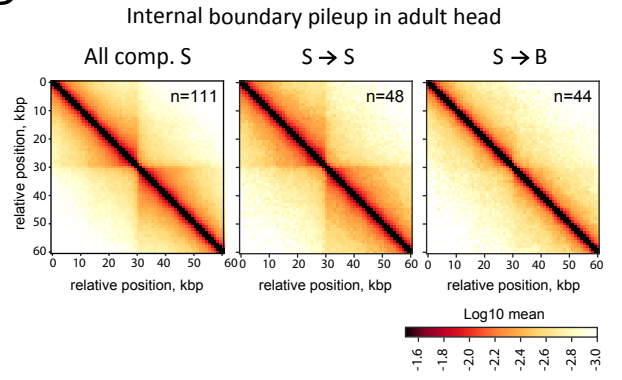 Internal boundary pileup in adult head
All comp. S
S → S
S → B
n=111
n=48
n=44
relative position, kbp
0
10
20
30
40
50
60
0 10 20 30 40 50 60
0 10 20 30 40 50 60
0 10 20 30 40 50 60
relative position, kbp
relative position, kbp
relative position, kbp
Log10 mean
-1.6 -1.8 -2.0 -2.2 -2.4 -2.6 -2.8 -3.0